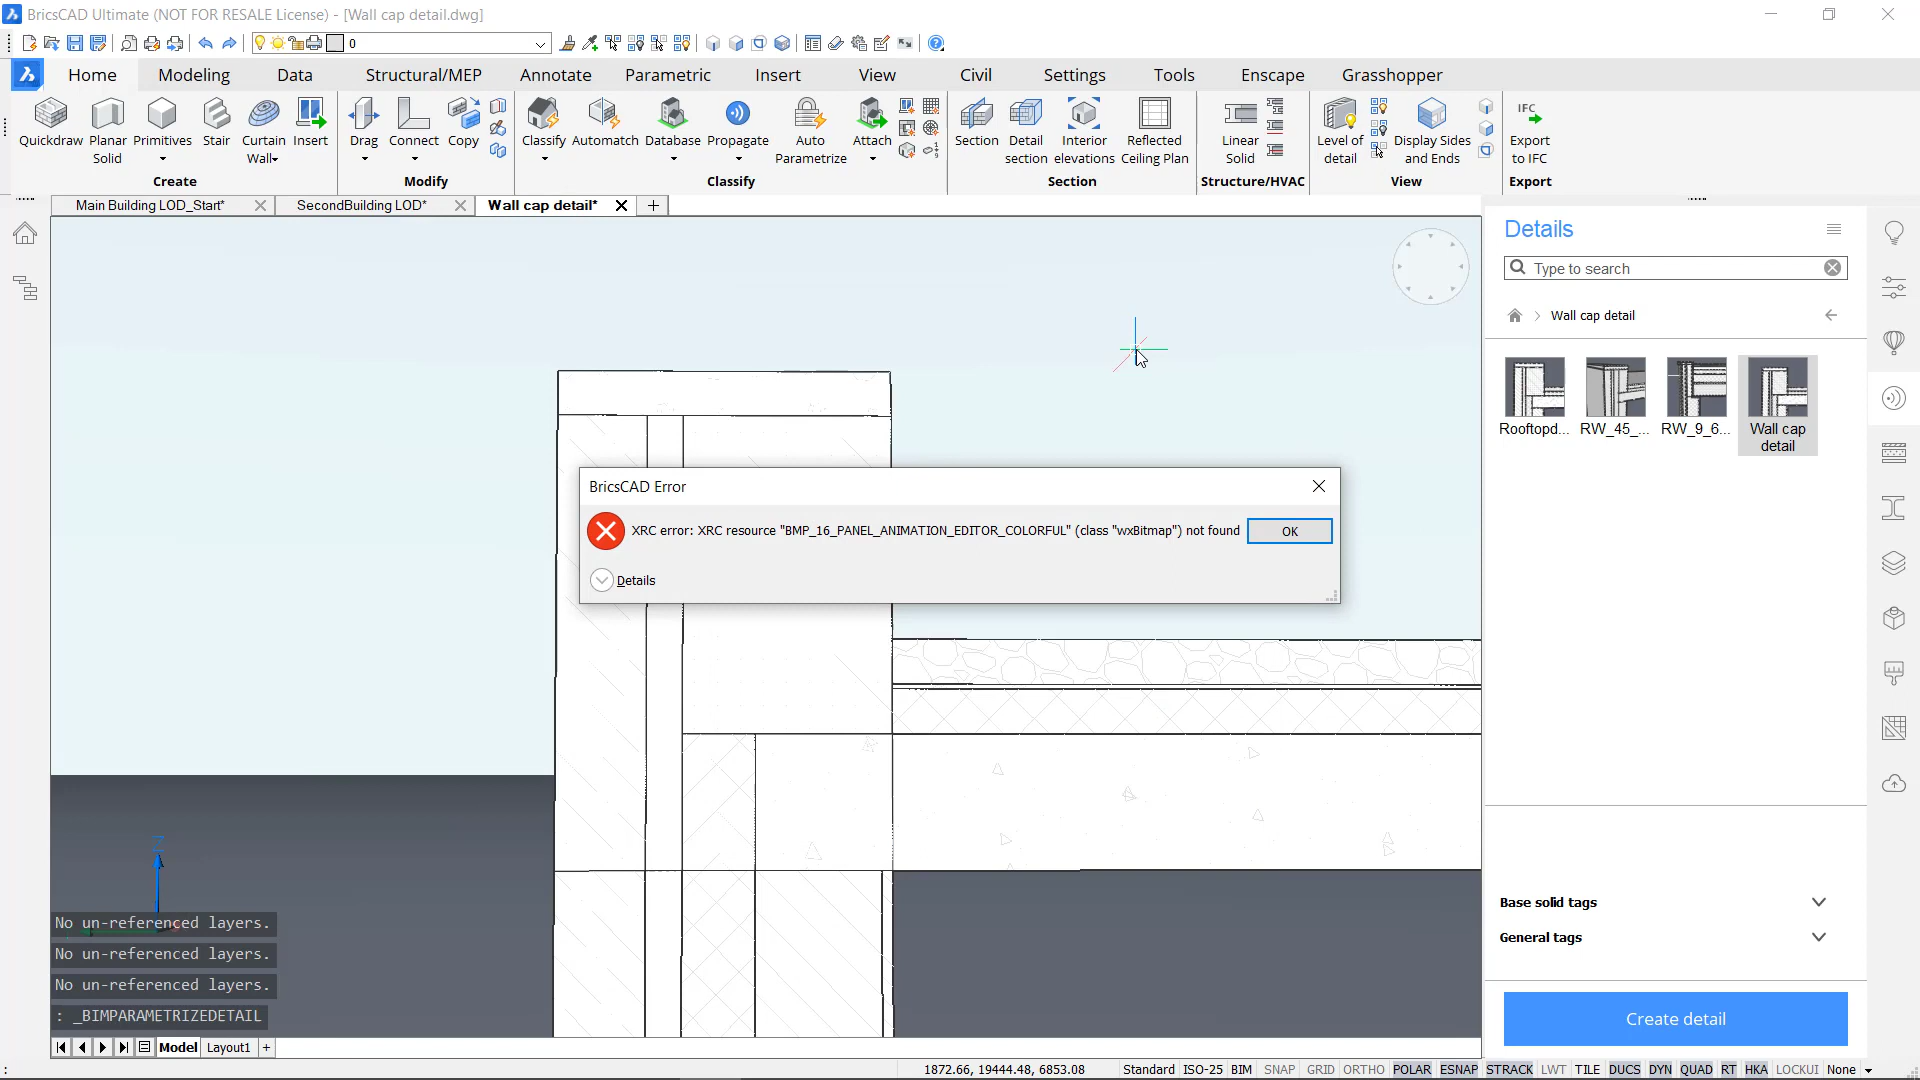 BricsCAD Ultimate (NOT FOR RESALE License) - [Wall cap detail.dwg]
0
Home Modeling Data Structural/MEP Annotate Parametric Insert View Civil Settings Tools Enscape Grasshopper
Quickdraw
Planar Solid
Primitives
Stair
Curtain Wall
Insert
Create
Drag
Connect
Copy
Modify
Classify
Automatch
Database
Propagate
Auto Parametrize
Attach
Classify
Section
Detail section
Interior elevations
Reflected Ceiling Plan
Section
Linear Solid
Structure/HVAC
Level of detail
Display Sides and Ends
View
IFC
Export to IFC
Export
Main Building LOD_Start*
SecondBuilding LOD*
Wall cap detail*
Details
Type to search
Wall cap detail
Rooftopd...
RW_45_...
RW_9_6...
Wall cap detail
BricsCAD Error
XRC error: XRC resource "BMP_16_PANEL_ANIMATION_EDITOR_COLORFUL" (class "wxBitmap") not found
OK
Details
Z
Base solid tags
General tags
Create detail
No un-referenced layers.
No un-referenced layers.
No un-referenced layers.
: _BIMPARAMETRIZEDETAIL
Model Layout1 +
:
1872.66, 19444.48, 6853.08 Standard ISO-25 BIM SNAP GRID ORTHO POLAR ESNAP STRACK LWT TILE DUCS DYN QUAD RT HKA LOCKUI None